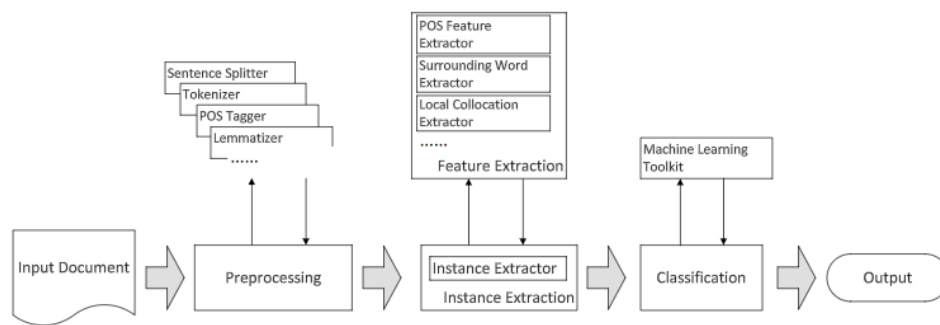 POS Feature
Extractor
Surrounding Word
Extractor
Local Collocation
Extractor
......
Feature Extraction
Sentence Splitter
Tokenizer
POS Tagger
Lemmatizer
......
Machine Learning
Toolkit
Input Document
Preprocessing
Instance Extractor
Instance Extraction
Classification
Output